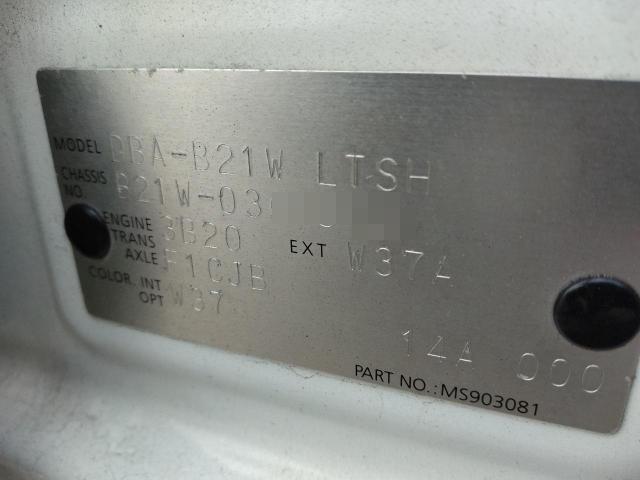 MODEL DBA-B21W LTSH
CHASSIS NO. B21W-03
ENGINE 3B20
TRANS AXLE F1CJB EXT W37A
COLOR, INT OPT W37
14A 000
PART NO.:MS903081